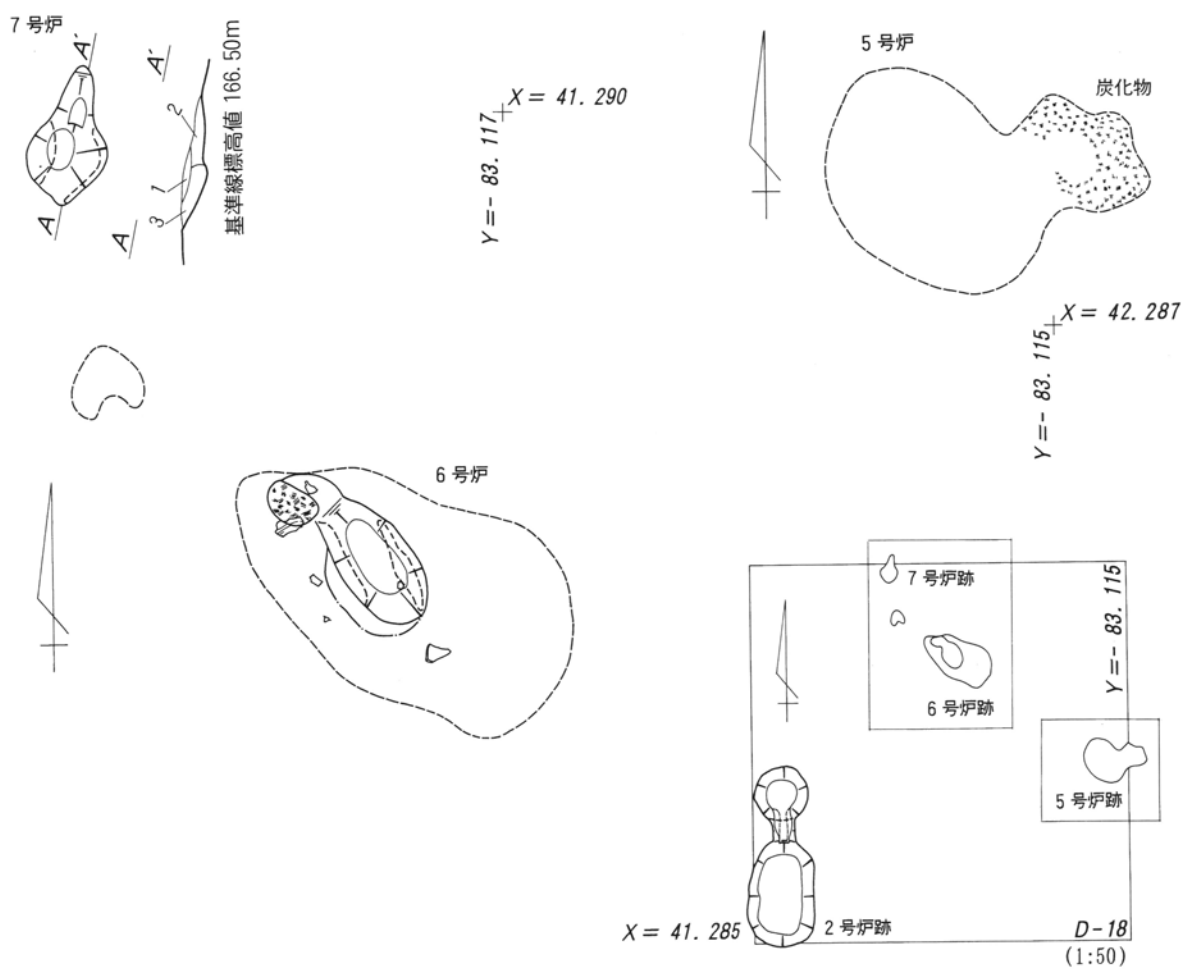 7号炉
A
A'
A
A'
1
2
3
基準線標高値 166.50m
X= 41. 290
Y=- 83. 117
5号炉
炭化物
X= 42. 287
Y=- 83. 115
6号炉
7号炉跡
6号炉跡
5号炉跡
Y=- 83. 115
2号炉跡
X= 41. 285
D-18
(1:50)